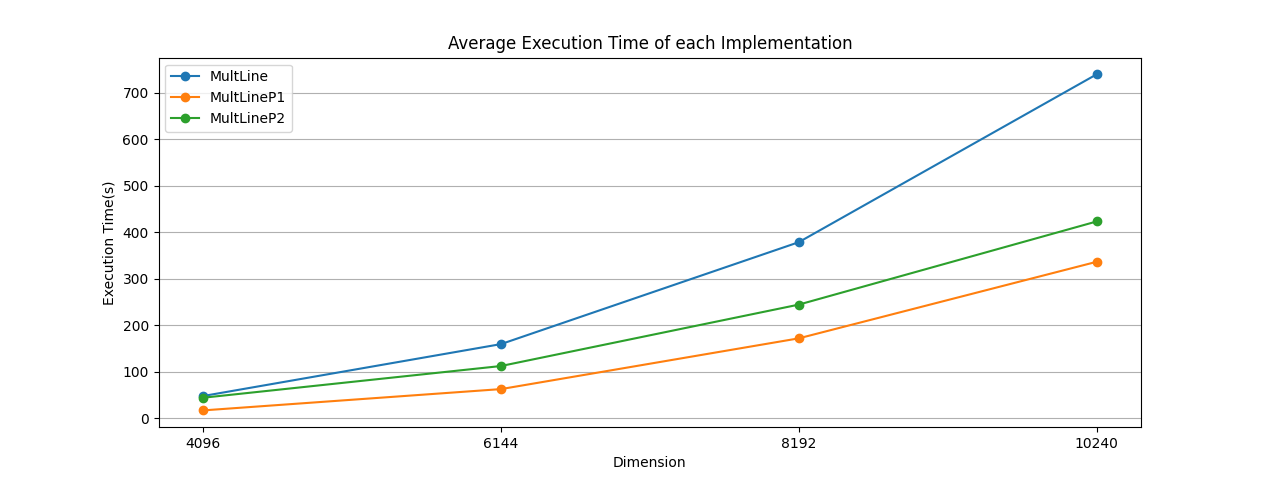 Average Execution Time of each Implementation
MultLine
MultLineP1
MultLineP2
Execution Time(s)
700
600
500
400
300
200
100
0
4096 6144 8192 10240
Dimension